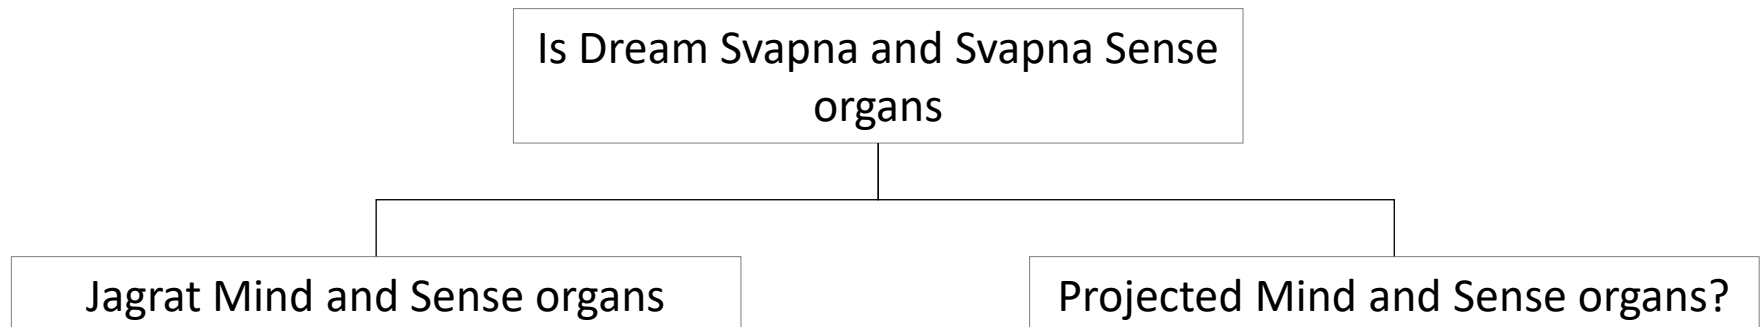 Is Dream Svapna and Svapna Sense
organs
Jagrat Mind and Sense organs
Projected Mind and Sense organs?